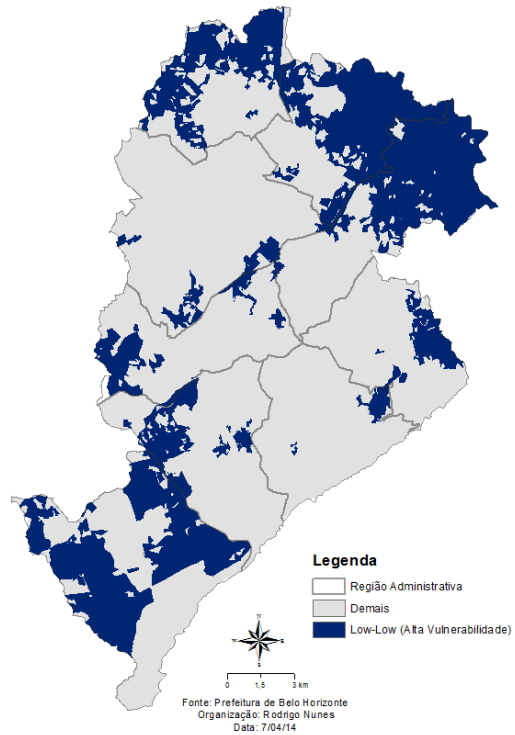 Legenda
Região Administrativa
Demais
Low-Low (Alta Vulnerabilidade)
N
W E
S
0 1,5 3 km
Fonte: Prefeitura de Belo Horizonte
Organização: Rodrigo Nunes
Data: 7/04/14